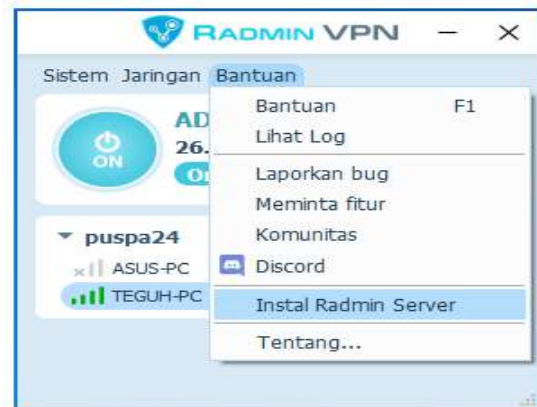 RADMIN VPN
Sistem Jaringan Bantuan
AD
26.
ON
Bantuan F1
Lihat Log
Laporkan bug
Meminta fitur
Komunitas
Discord
Instal Radmin Server
Tentang...
puspa24
ASUS-PC
TEGUH-PC